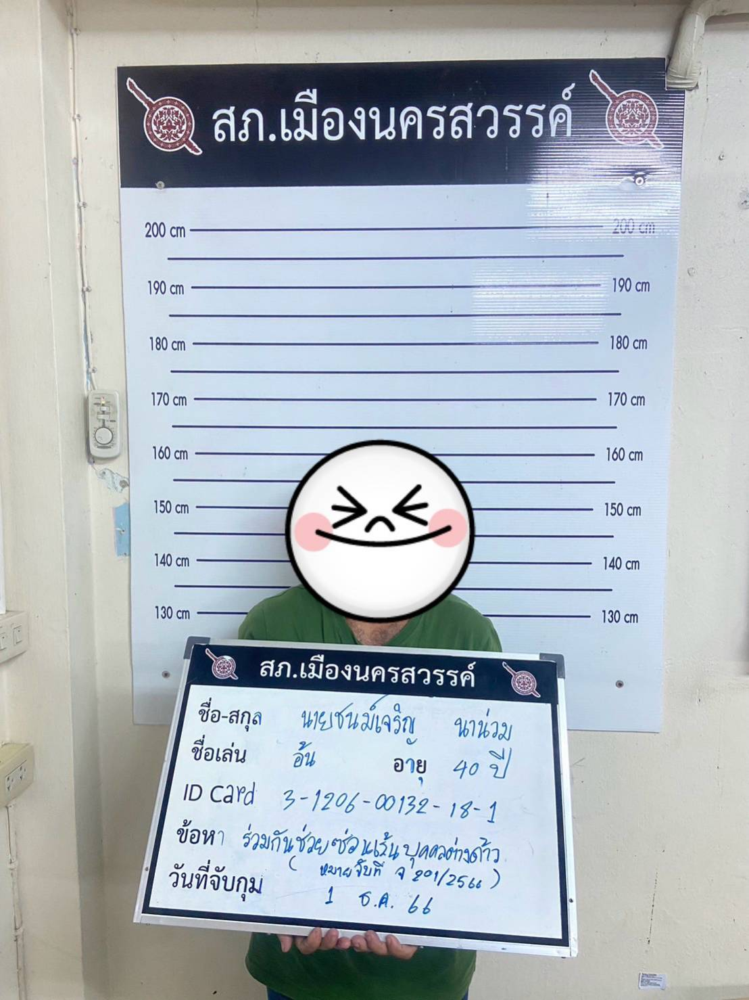 สภ.เมืองนครสวรรค์
200 cm 200 cm
190 cm 190 cm
180 cm 180 cm
170 cm 170 cm
160 cm 160 cm
150 cm 150 cm
140 cm 140 cm
130 cm 130 cm
สภ.เมืองนครสวรรค์
ชื่อ-สกุล นายชนม์เจริญ นาน่วม
ชื่อเล่น อั้น อายุ 40 ปี
ID Card 3-1206-00132-18-1
ข้อหา ร่วมกันช่วยซ่อนเร้นบุคคลต่างด้าว
( หมายจับที่ จ 201/2566 )
วันที่จับกุม 1 ธ.ค. 66